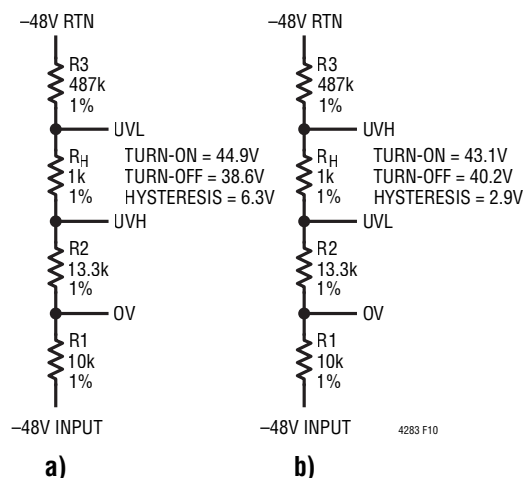 –48V RTN
R3
487k
1%
UVL
RH
1k
1%
TURN-ON = 44.9V
TURN-OFF = 38.6V
HYSTERESIS = 6.3V
UVH
R2
13.3k
1%
OV
R1
10k
1%
–48V INPUT
a)
–48V RTN
R3
487k
1%
UVH
RH
1k
1%
TURN-ON = 43.1V
TURN-OFF = 40.2V
HYSTERESIS = 2.9V
UVL
R2
13.3k
1%
OV
R1
10k
1%
–48V INPUT
4283 F10
b)